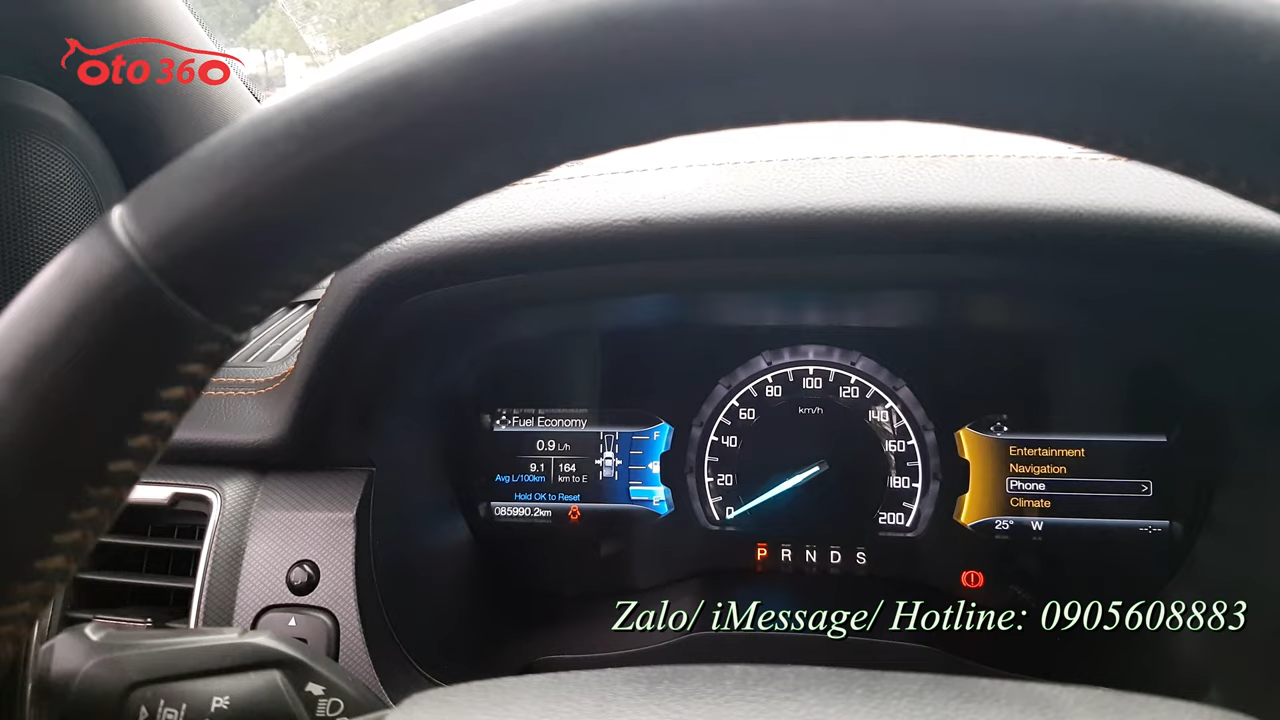 oto 360
Fuel Economy
0.9 L/h
9.1 164
Avg L/100km km to E
Hold OK to Reset
085990.2km
F
E
0
20
40
60
80
100
120
140
160
180
200
km/h
P R N D S
Entertainment
Navigation
Phone >
Climate
25° W --:--
Zalo/ iMessage/ Hotline: 0905608883
P